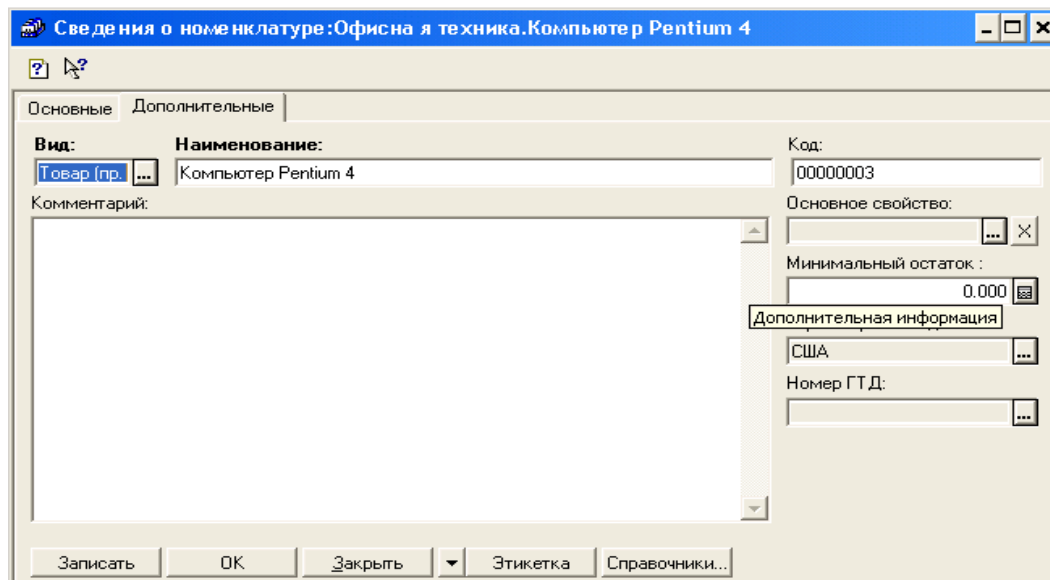 Сведения о номенклатуре:Офисна я техника.Компьютер Pentium 4
Основные Дополнительные
Вид: Наименование: Код:
Товар (пр. ... Компьютер Pentium 4 00000003
Комментарий: Основное свойство:
...
Минимальный остаток :
0.000
Дополнительная информация
США ...
Номер ГТД:
...
Записать OK Закрыть Этикетка Справочники...